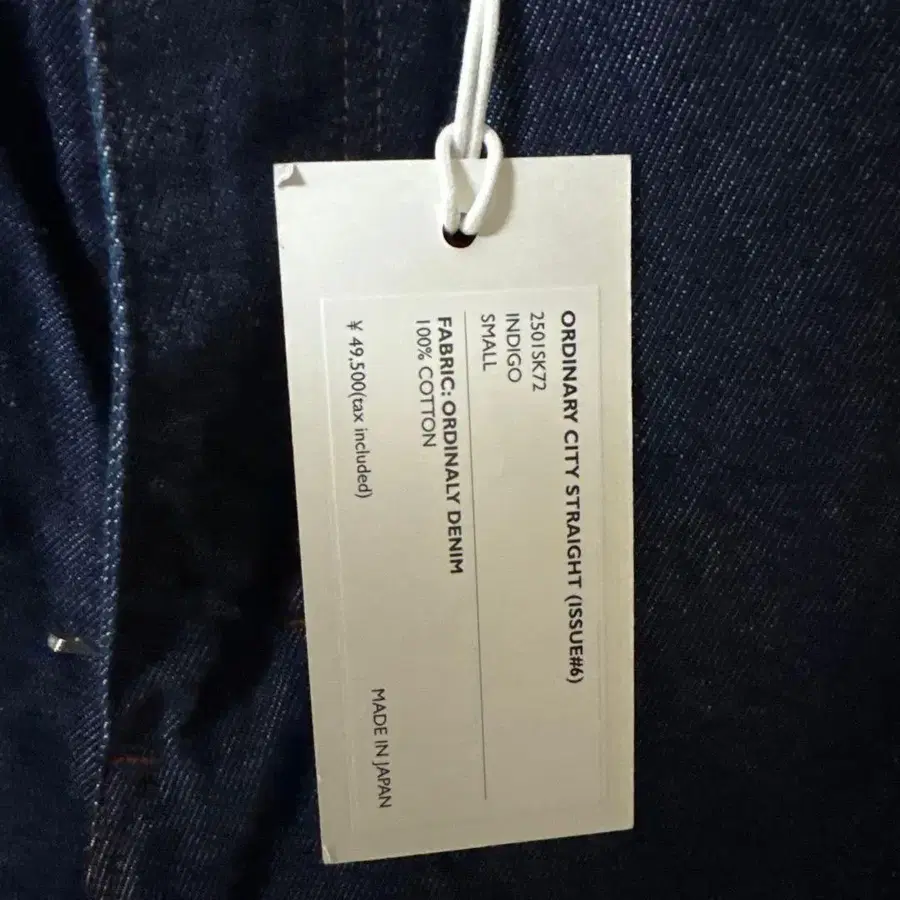 ORDINARY CITY STRAIGHT (ISSUE#6)
2501SK72
INDIGO
SMALL
FABRIC: ORDINALY DENIM
100% COTTON
¥ 49,500(tax included)
MADE IN JAPAN